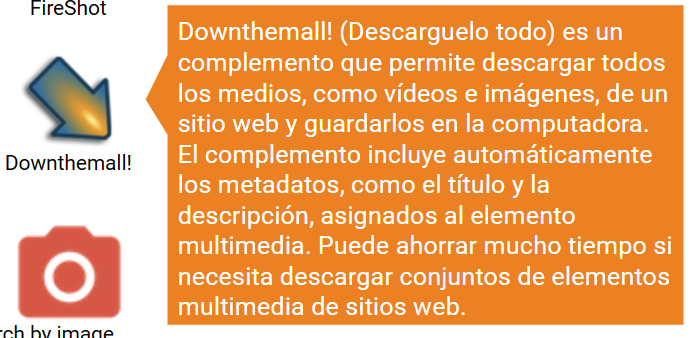 FireShot
Downthemall! (Descarguelo todo) es un
complemento que permite descargar todos
los medios, como vídeos e imágenes, de un
sitio web y guardarlos en la computadora.
El complemento incluye automáticamente
los metadatos, como el título y la
descripción, asignados al elemento
multimedia. Puede ahorrar mucho tiempo si
necesita descargar conjuntos de elementos
multimedia de sitios web.
Downthemall!
by image